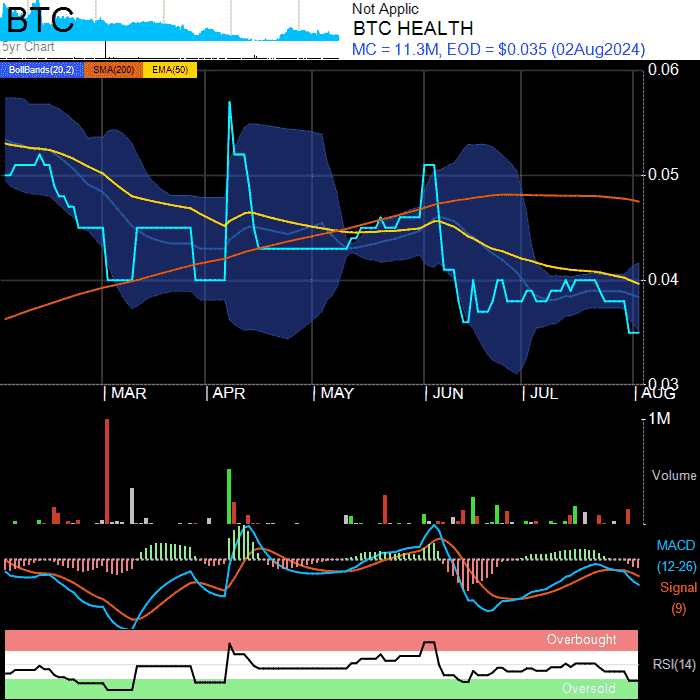 BTC
5yr Chart
Not Applic
BTC HEALTH
MC = 11.3M, EOD = $0.035 (02Aug2024)
BollBands(20,2) SMA(200) EMA(50)
0.06
0.05
0.04
0.03
MAR APR MAY JUN JUL AUG
1M
Volume
MACD
(12-26)
Signal
(9)
Overbought
RSI(14)
Oversold